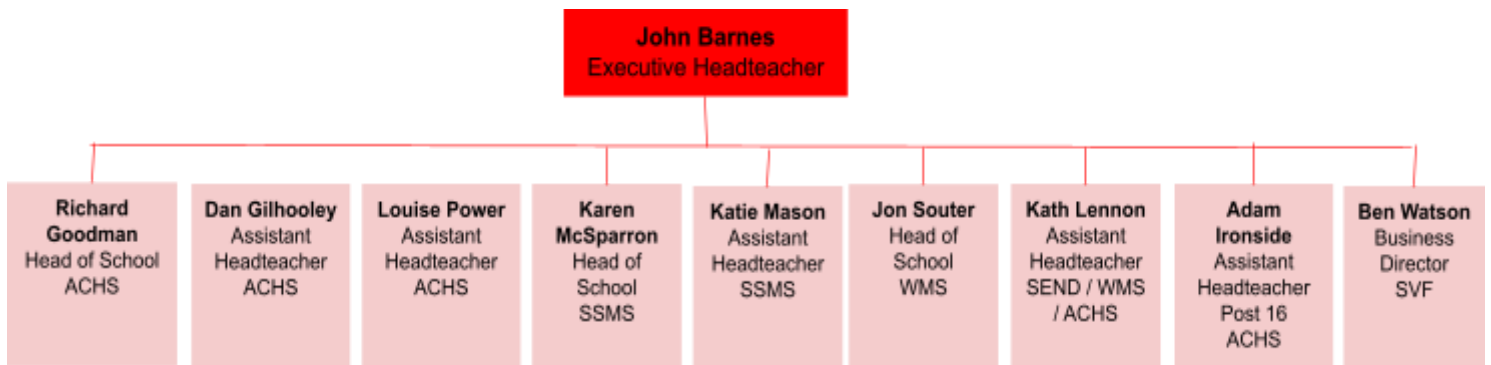 John Barnes
Executive Headteacher
Richard
Goodman
Head of School
ACHS
Dan Gilhooley
Assistant
Headteacher
ACHS
Louise Power
Assistant
Headteacher
ACHS
Karen
McSparron
Head of
School
SSMS
Katie Mason
Assistant
Headteacher
SSMS
Jon Souter
Head of
School
WMS
Kath Lennon
Assistant
Headteacher
SEND / WMS
/ ACHS
Adam
Ironside
Assistant
Headteacher
Post 16
ACHS
Ben Watson
Business
Director
SVF